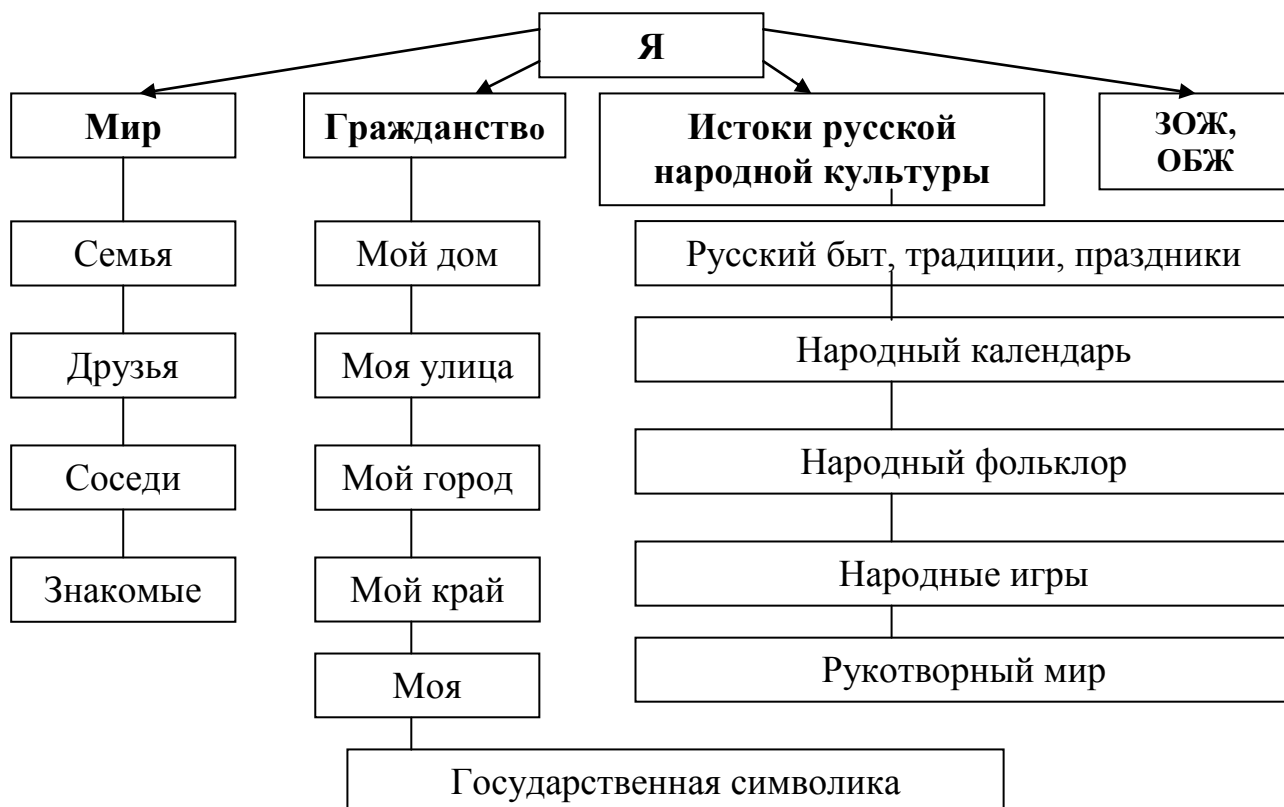 Я
Мир
Гражданство
Истоки русской
народной культуры
ЗОЖ,
ОБЖ
Семья
Друзья
Соседи
Знакомые
Мой дом
Моя улица
Мой город
Мой край
Моя
Государственная символика
Русский быт, традиции, праздники
Народный календарь
Народный фольклор
Народные игры
Рукотворный мир